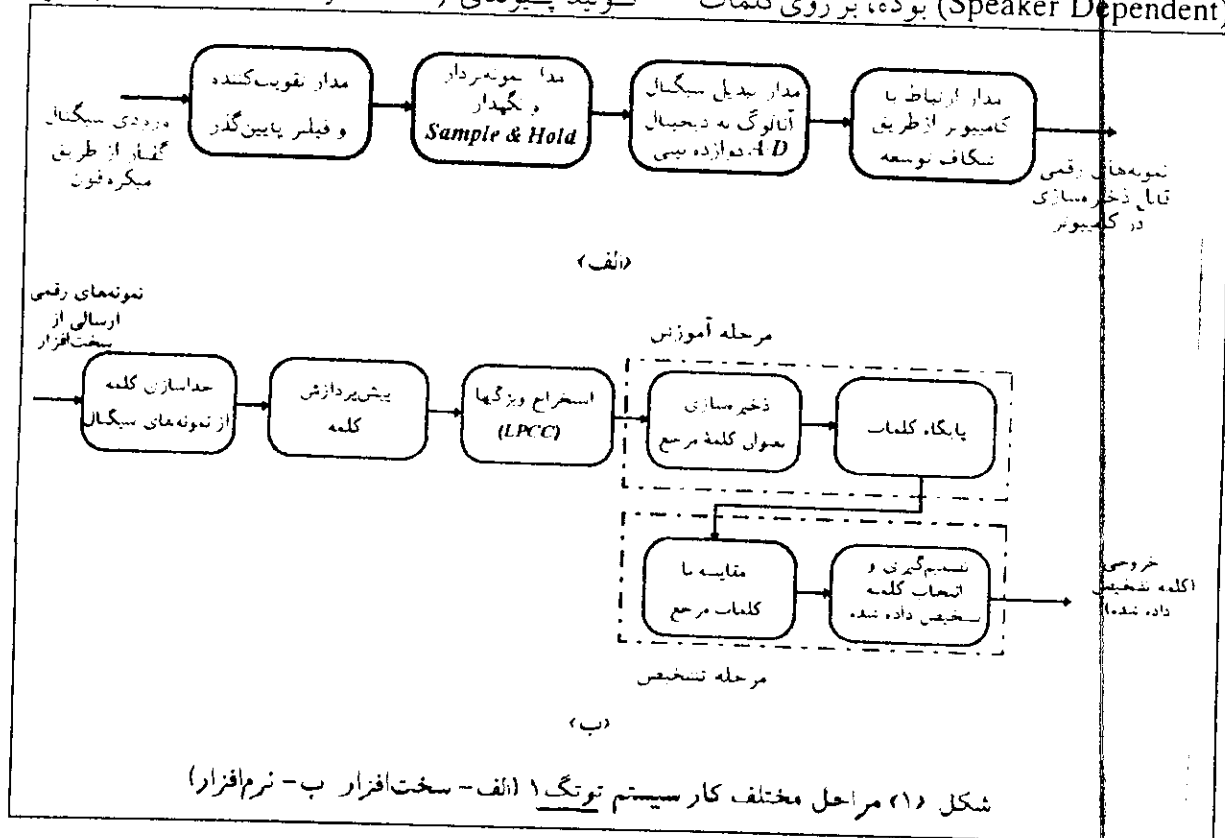 (Speaker Dependent) بوده، بر روی کلمات
مدار تقویت‌کننده
و فیلتر پایین‌گذر
مدار نمونه‌بردار
و نگهدار
Sample & Hold
مدار تبدیل سیگنال
آنالوگ به دیجیتال
A/D دوازده بیتی
مدار ارتباط با
کامپیوتر از طریق
شکاف توسعه
ورودی سیگنال
گفتار از طریق
میکروفون
نمونه‌های رقمی
قابل ذخیره‌سازی
در کامپیوتر
(الف)
نمونه‌های رقمی
ارسالی از
سخت‌افزار
جداسازی کلمه
از نمونه‌های سیگنال
پیش‌پردازش
کلمه
استخراج ویژگیها
(LPCC)
مرحله آموزش
ذخیره‌سازی
بعنوان کلمهٔ مرجع
پایگاه کلمات
مقایسه با
کلمات مرجع
تصمیم‌گیری و
انتخاب کلمه
تشخیص داده شده
خروجی
(کلمه تشخیص
داده شده)
مرحله تشخیص
(ب)
شکل (۱) مراحل مختلف کار سیستم توتگ۱ (الف- سخت‌افزار ب- نرم‌افزار)